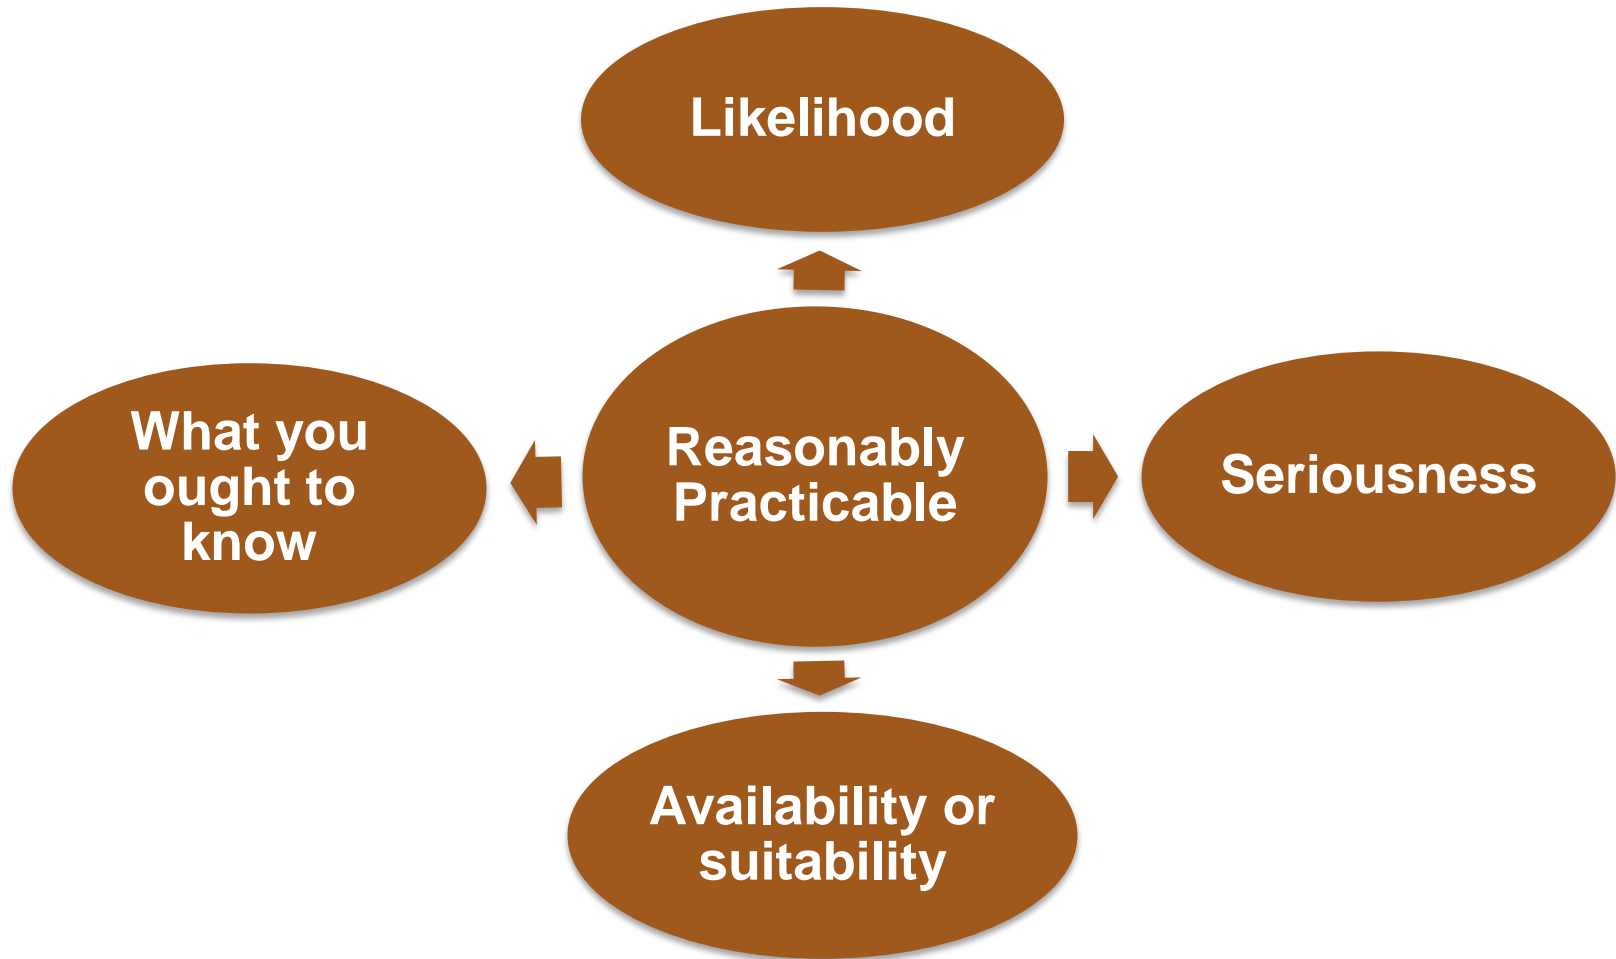 Likelihood
What you
ought to
know
Reasonably
Practicable
Seriousness
Availability or
suitability